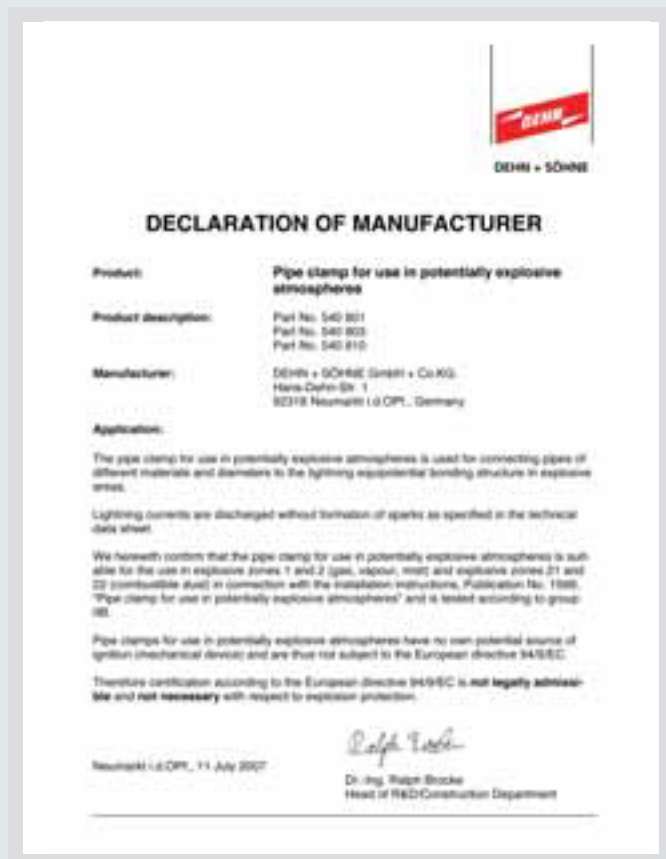 DEHN
DEHN + SÖHNE
DECLARATION OF MANUFACTURER
Product: Pipe clamp for use in potentially explosive
atmospheres
Product description: Part No. 540 801
Part No. 540 803
Part No. 540 810
Manufacturer: DEHN + SÖHNE GmbH + Co.KG.
Hans-Dehn-Str. 1
92318 Neumarkt i.d.OPf., Germany
Application:
The pipe clamp for use in potentially explosive atmospheres is used for connecting pipes of
different materials and diameters to the lightning equipotential bonding structure in explosive
areas.
Lightning currents are discharged without formation of sparks as specified in the technical
data sheet.
We herewith confirm that the pipe clamp for use in potentially explosive atmospheres is suit-
able for the use in explosive zones 1 and 2 (gas, vapour, mist) and explosive zones 21 and
22 (combustible dust) in connection with the installation instructions, Publication No.
"Pipe clamp for use in potentially explosive atmospheres" and is tested according to group
IIB.
Pipe clamps for use in potentially explosive atmospheres have no own potential source of
ignition (mechanical device) and are thus not subject to the European directive 94/9/EC.
Therefore certification according to the European directive 94/9/EC is not legally admissi-
ble and not necessary with respect to explosion protection.
Neumarkt i.d.OPf., 11 July 2007
Dr.-Ing. Ralph Brocke
Head of R&D/Construction Department